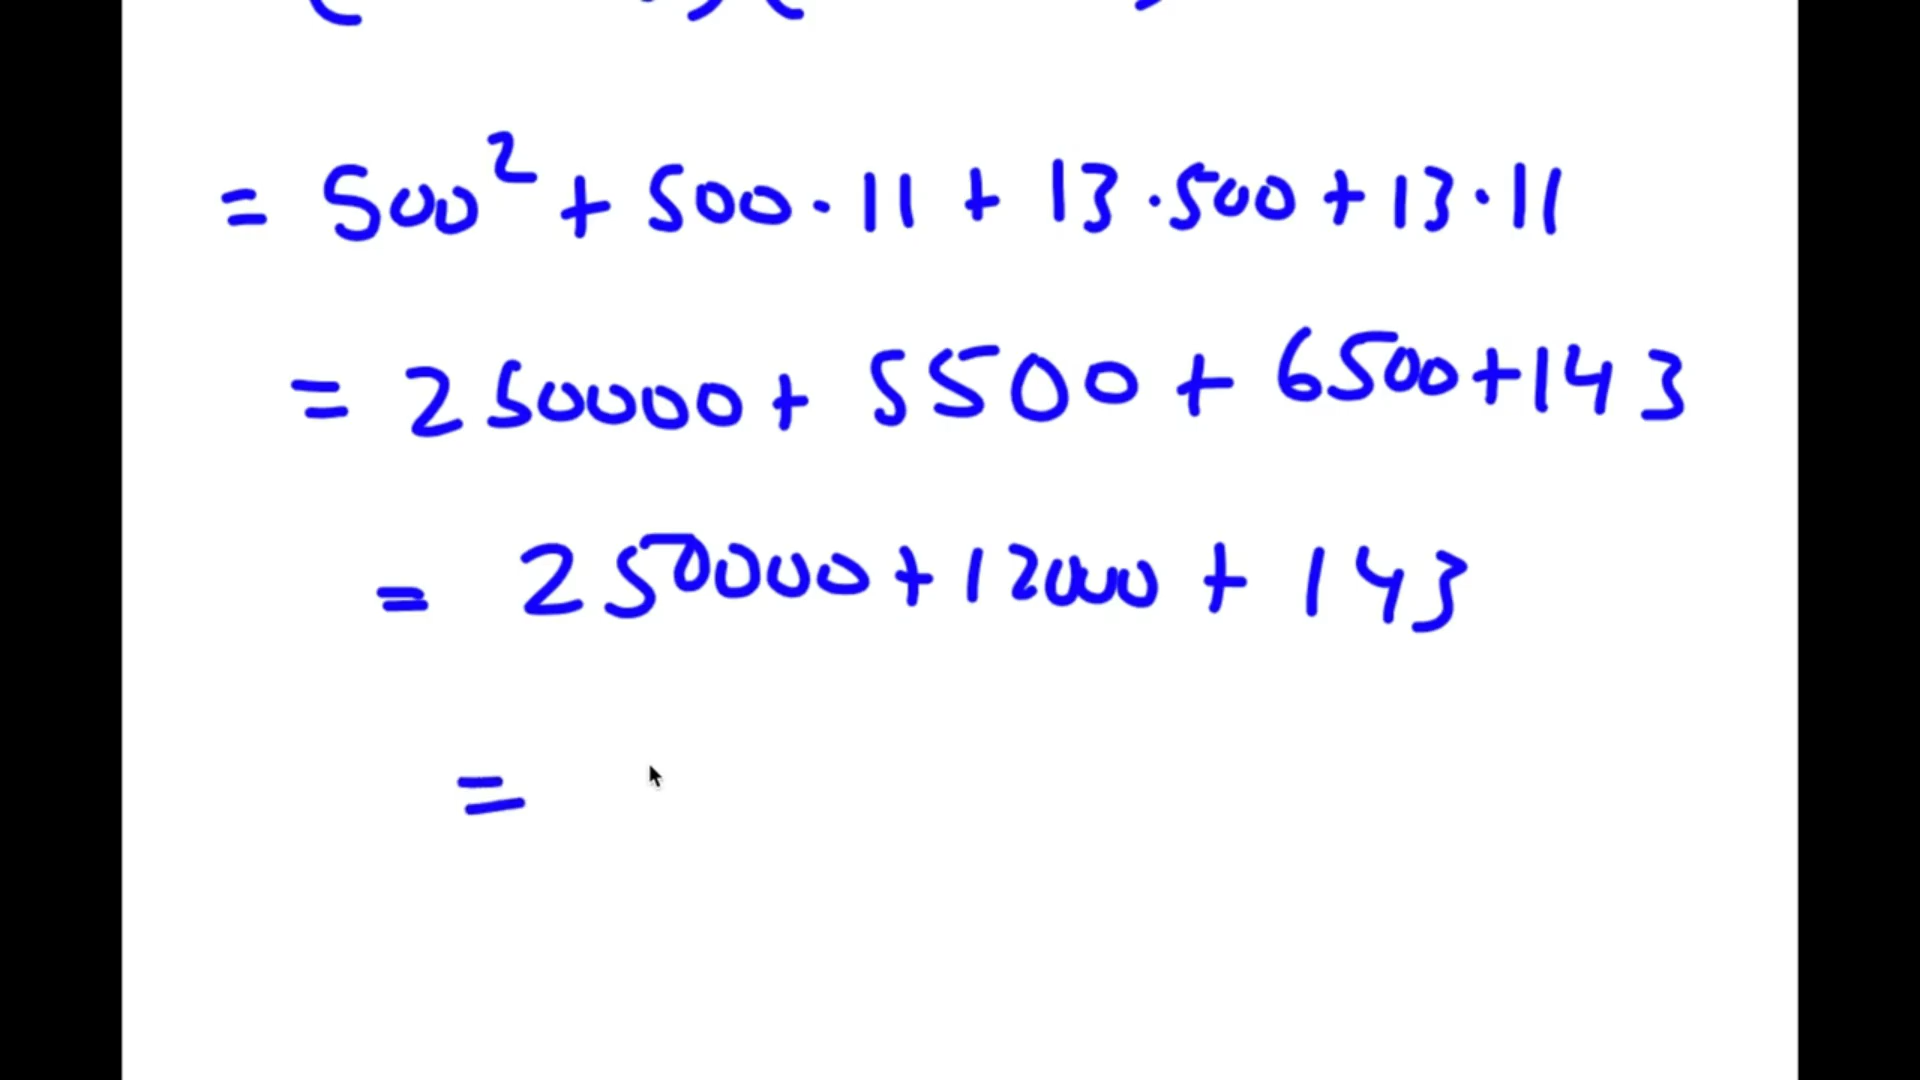 = 500² + 500 · 11 + 13 · 500 + 13 · 11
= 250000 + 5500 + 6500 + 143
= 250000 + 12000 + 143
=